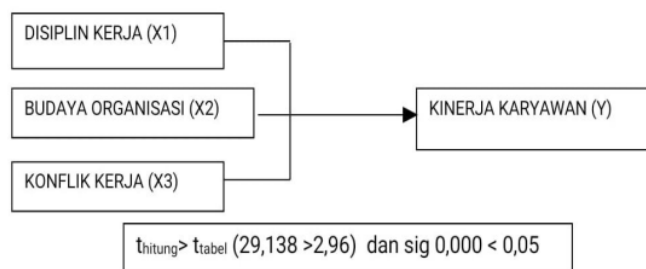 DISIPLIN KERJA (X1)
BUDAYA ORGANISASI (X2)
KINERJA KARYAWAN (Y)
KONFLIK KERJA (X3)
thitung> ttabel (29,138 >2,96) dan sig 0,000 < 0,05